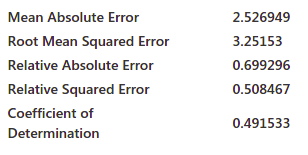 Mean Absolute Error 2.526949
Root Mean Squared Error 3.25153
Relative Absolute Error 0.699296
Relative Squared Error 0.508467
Coefficient of
Determination 0.491533